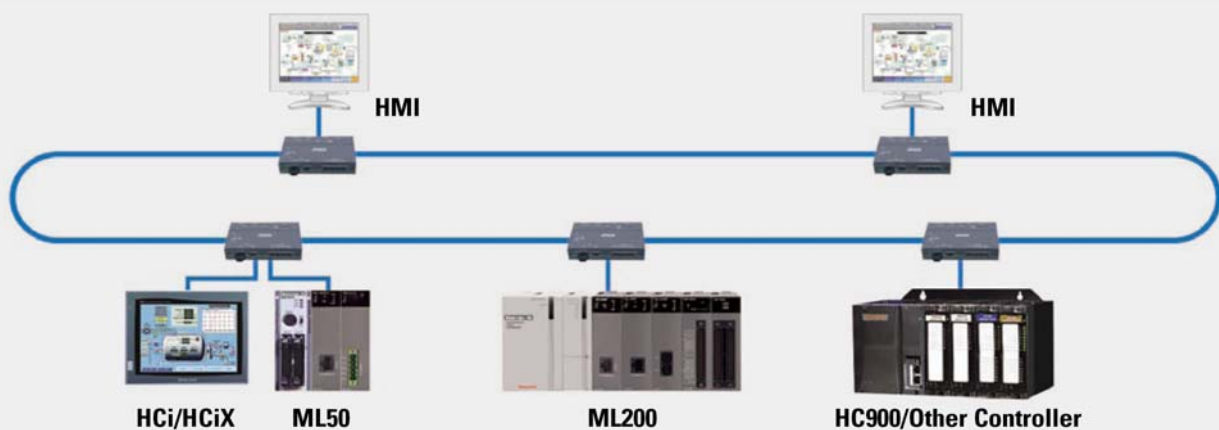 HMI
HMI
HCi/HCiX
ML50
ML200
HC900/Other Controller